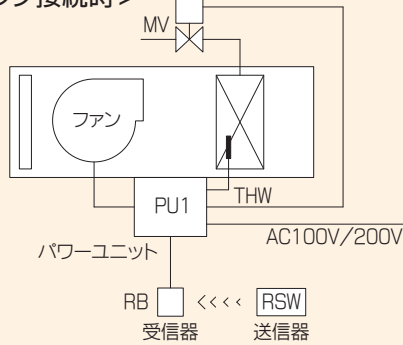 接続時>
MV
ファン
PU1
THW
AC100V/200V
パワーユニット
RB <<<< RSW
受信器 送信器